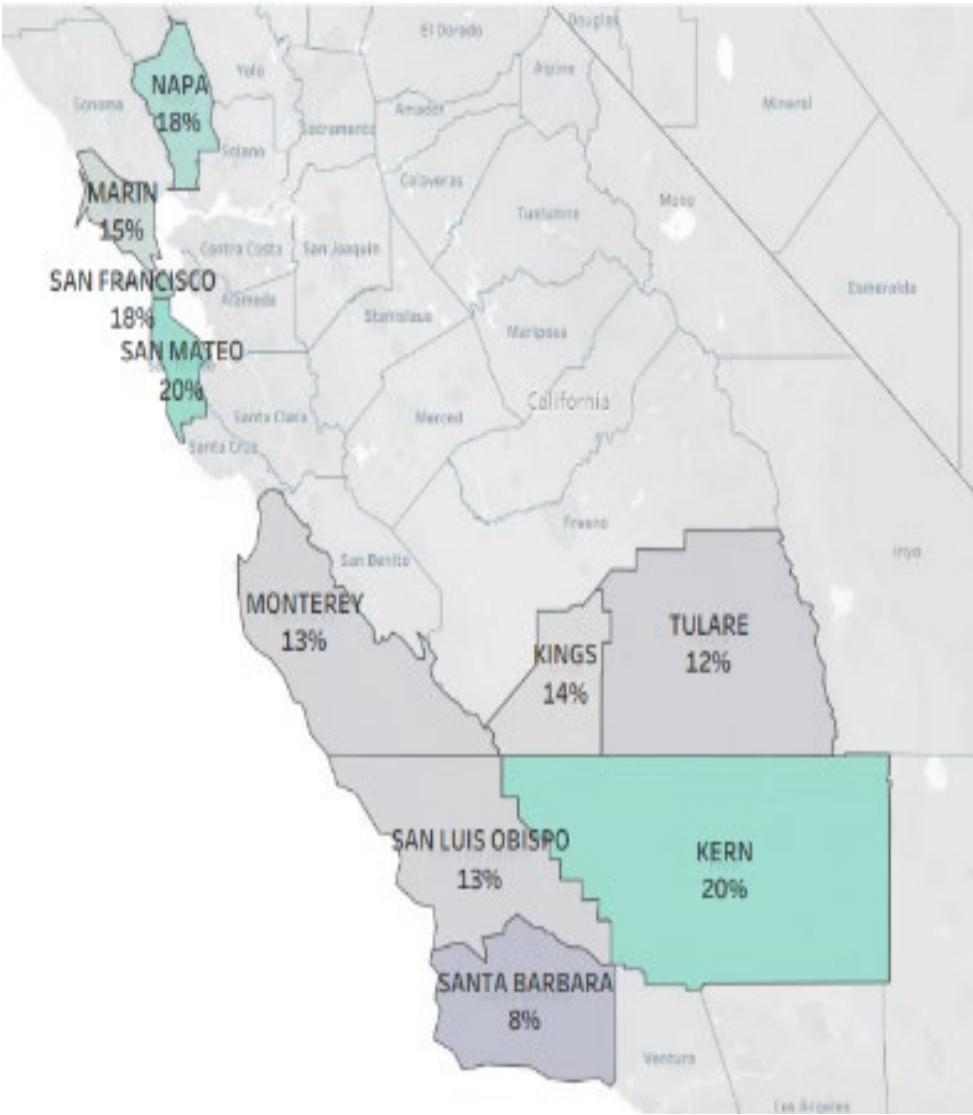 El Dorado
Douglas
NAPA
18%
Yolo
Alpine
Sonoma
Amador
Mineral
Sacramento
Solano
Calaveras
MARIN
15%
Tuolumne
Mono
Contra Costa
San Joaquin
SAN FRANCISCO
18%
Alameda
Stanislaus
Esmeralda
Mariposa
SAN MATEO
20%
California
Santa Clara
Merced
Santa Cruz
Fresno
San Benito
Inyo
MONTEREY
13%
TULARE
12%
KINGS
14%
SAN LUIS OBISPO
13%
KERN
20%
SANTA BARBARA
8%
Ventura
Los Angeles